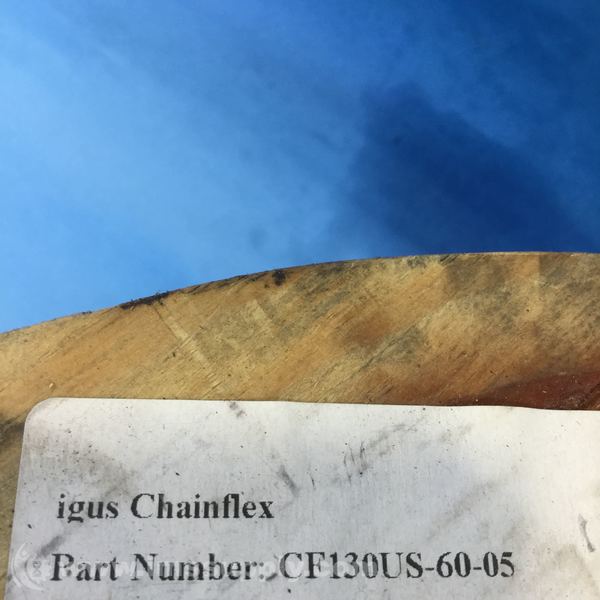 igus Chainflex
Part Number: CF130US-60-05